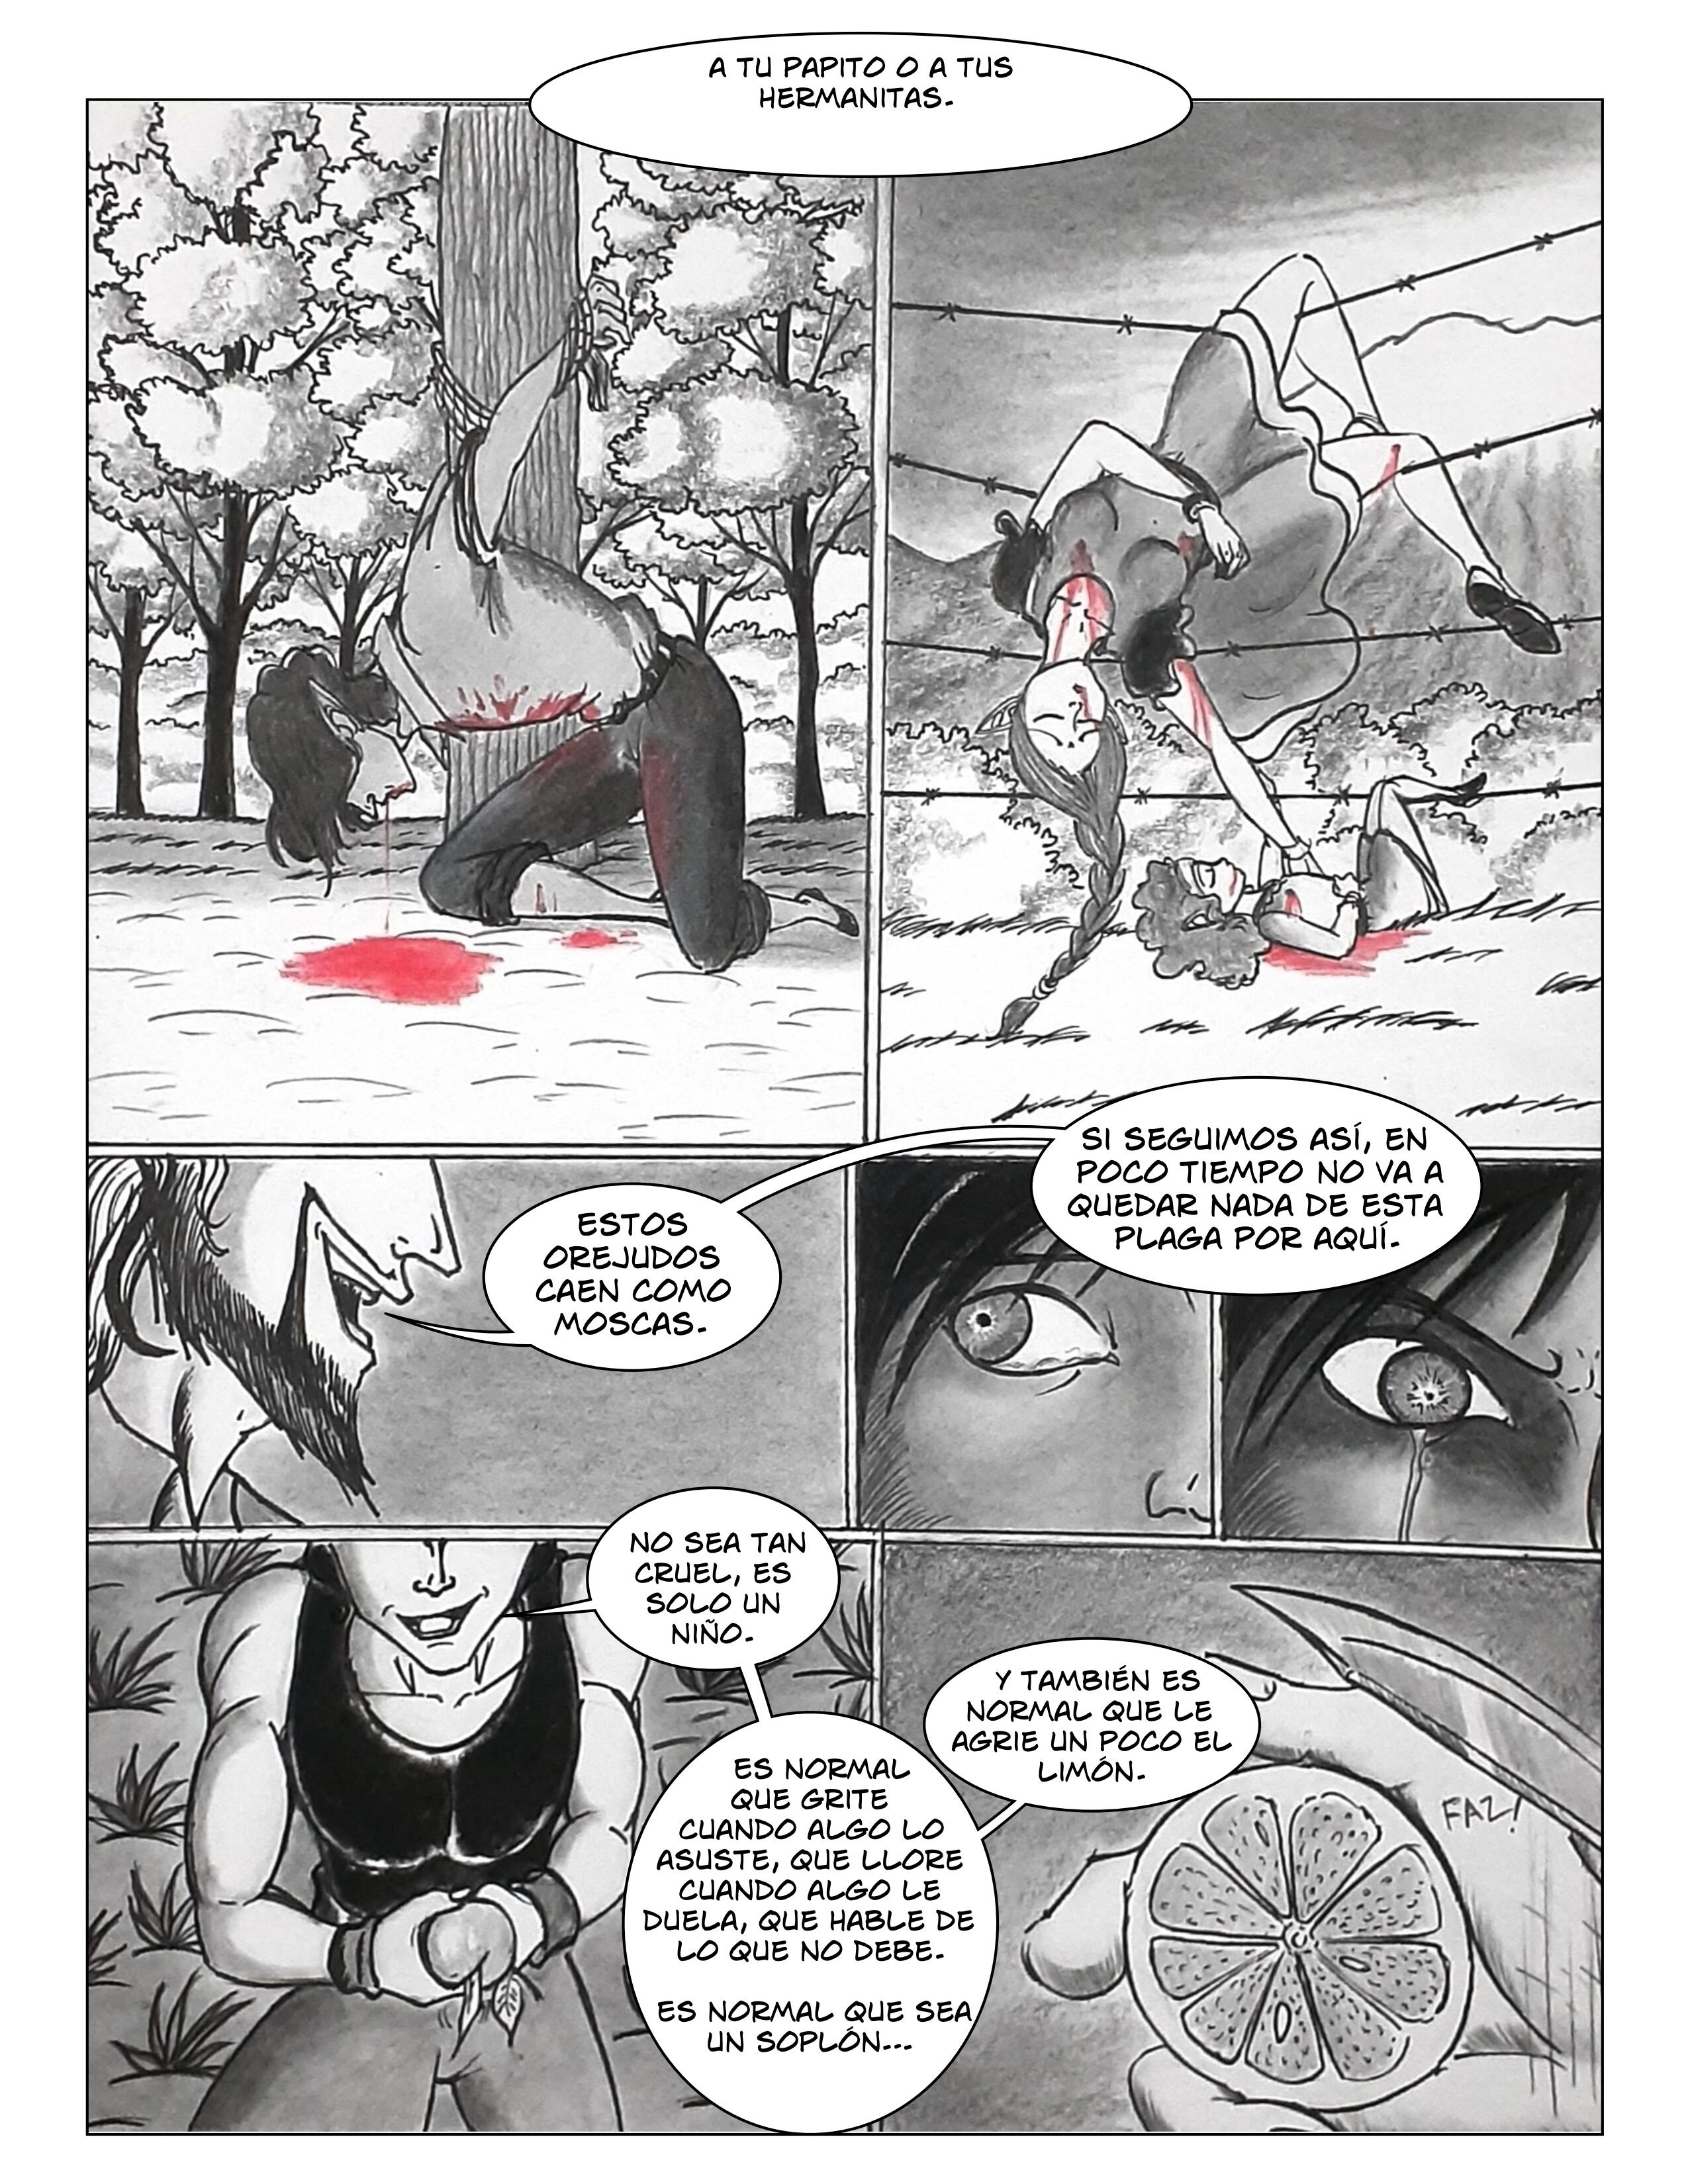 A TU PAPITO O A TUS
HERMANITAS.
ESTOS
OREJUDOS
CAEN COMO
MOSCAS.
SI SEGUIMOS ASÍ, EN
POCO TIEMPO NO VA A
QUEDAR NADA DE ESTA
PLAGA POR AQUÍ.
NO SEA TAN
CRUEL, ES
SOLO UN
NIÑO.
ES NORMAL
QUE GRITE
CUANDO ALGO LO
ASUSTE, QUE LLORE
CUANDO ALGO LE
DUELA, QUE HABLE DE
LO QUE NO DEBE.
ES NORMAL QUE SEA
UN SOPLÓN...
Y TAMBIÉN ES
NORMAL QUE LE
AGRIE UN POCO EL
LIMÓN.
FAZ!